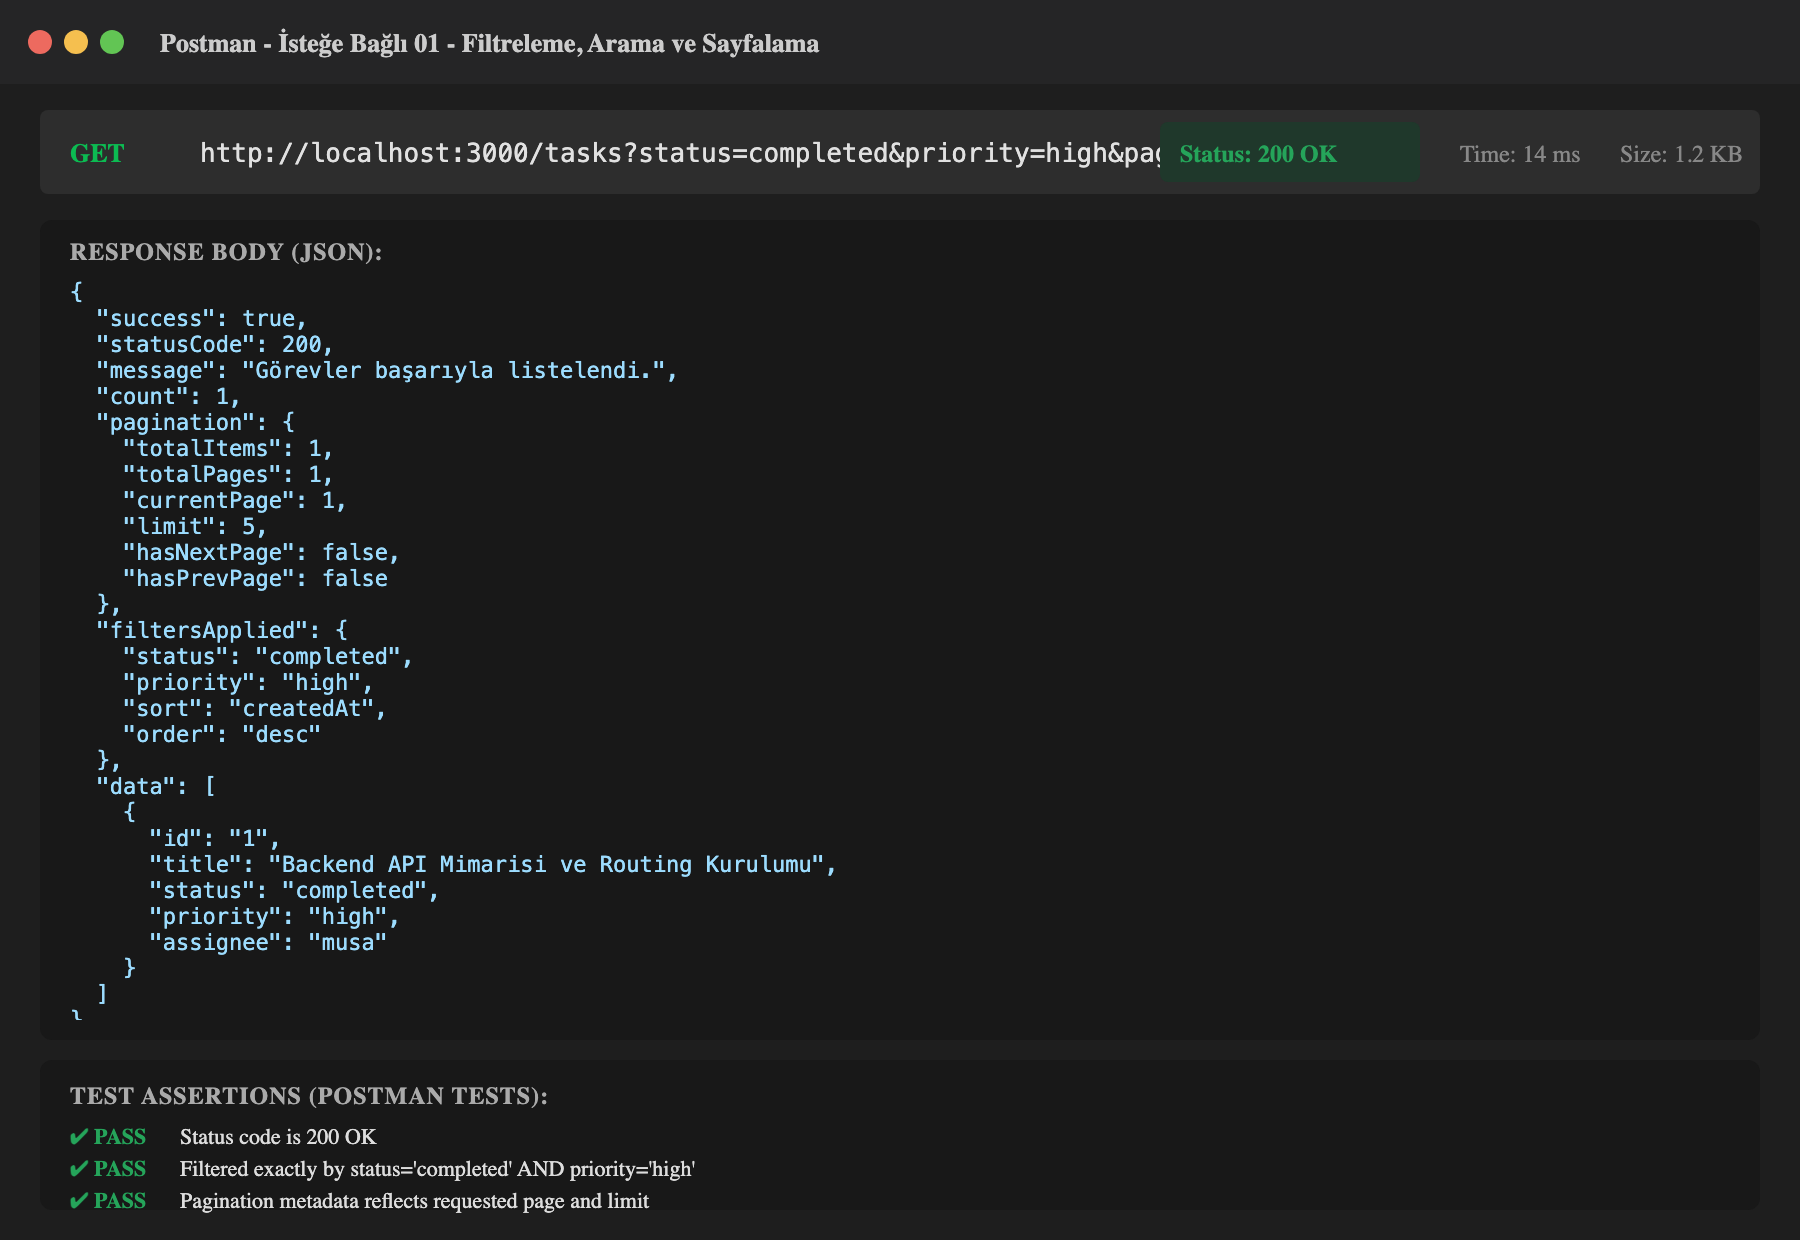 Postman - İsteğe Bağlı 01 - Filtreleme, Arama ve Sayfalama
GET http://localhost:3000/tasks?status=completed&priority=high&pag Status: 200 OK Time: 14 ms Size: 1.2 KB
RESPONSE BODY (JSON):
{
  "success": true,
  "statusCode": 200,
  "message": "Görevler başarıyla listelendi.",
  "count": 1,
  "pagination": {
    "totalItems": 1,
    "totalPages": 1,
    "currentPage": 1,
    "limit": 5,
    "hasNextPage": false,
    "hasPrevPage": false
  },
  "filtersApplied": {
    "status": "completed",
    "priority": "high",
    "sort": "createdAt",
    "order": "desc"
  },
  "data": [
    {
      "id": "1",
      "title": "Backend API Mimarisi ve Routing Kurulumu",
      "status": "completed",
      "priority": "high",
      "assignee": "musa"
    }
  ]
}
TEST ASSERTIONS (POSTMAN TESTS):
✔ PASS Status code is 200 OK
✔ PASS Filtered exactly by status='completed' AND priority='high'
✔ PASS Pagination metadata reflects requested page and limit